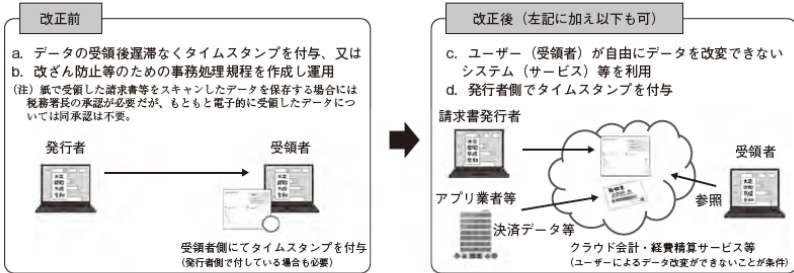 改正前
a. データの受領後遅滞なくタイムスタンプを付与、又は
b. 改ざん防止等のための事務処理規程を作成し運用
(注) 紙で受領した請求書等をスキャンしたデータを保存する場合には
税務署長の承認が必要だが、もともと電子的に受領したデータにつ
いては同承認は不要。
発行者
受領者
受領者側にてタイムスタンプを付与
(発行者側で付している場合も必要)
改正後（左記に加え以下も可）
c. ユーザー（受領者）が自由にデータを改変できない
システム（サービス）等を利用
d. 発行者側でタイムスタンプを付与
請求書発行者
受領者
アプリ業者等
参照
決済データ等
クラウド会計・経費精算サービス等
(ユーザーによるデータ改変ができないことが条件)